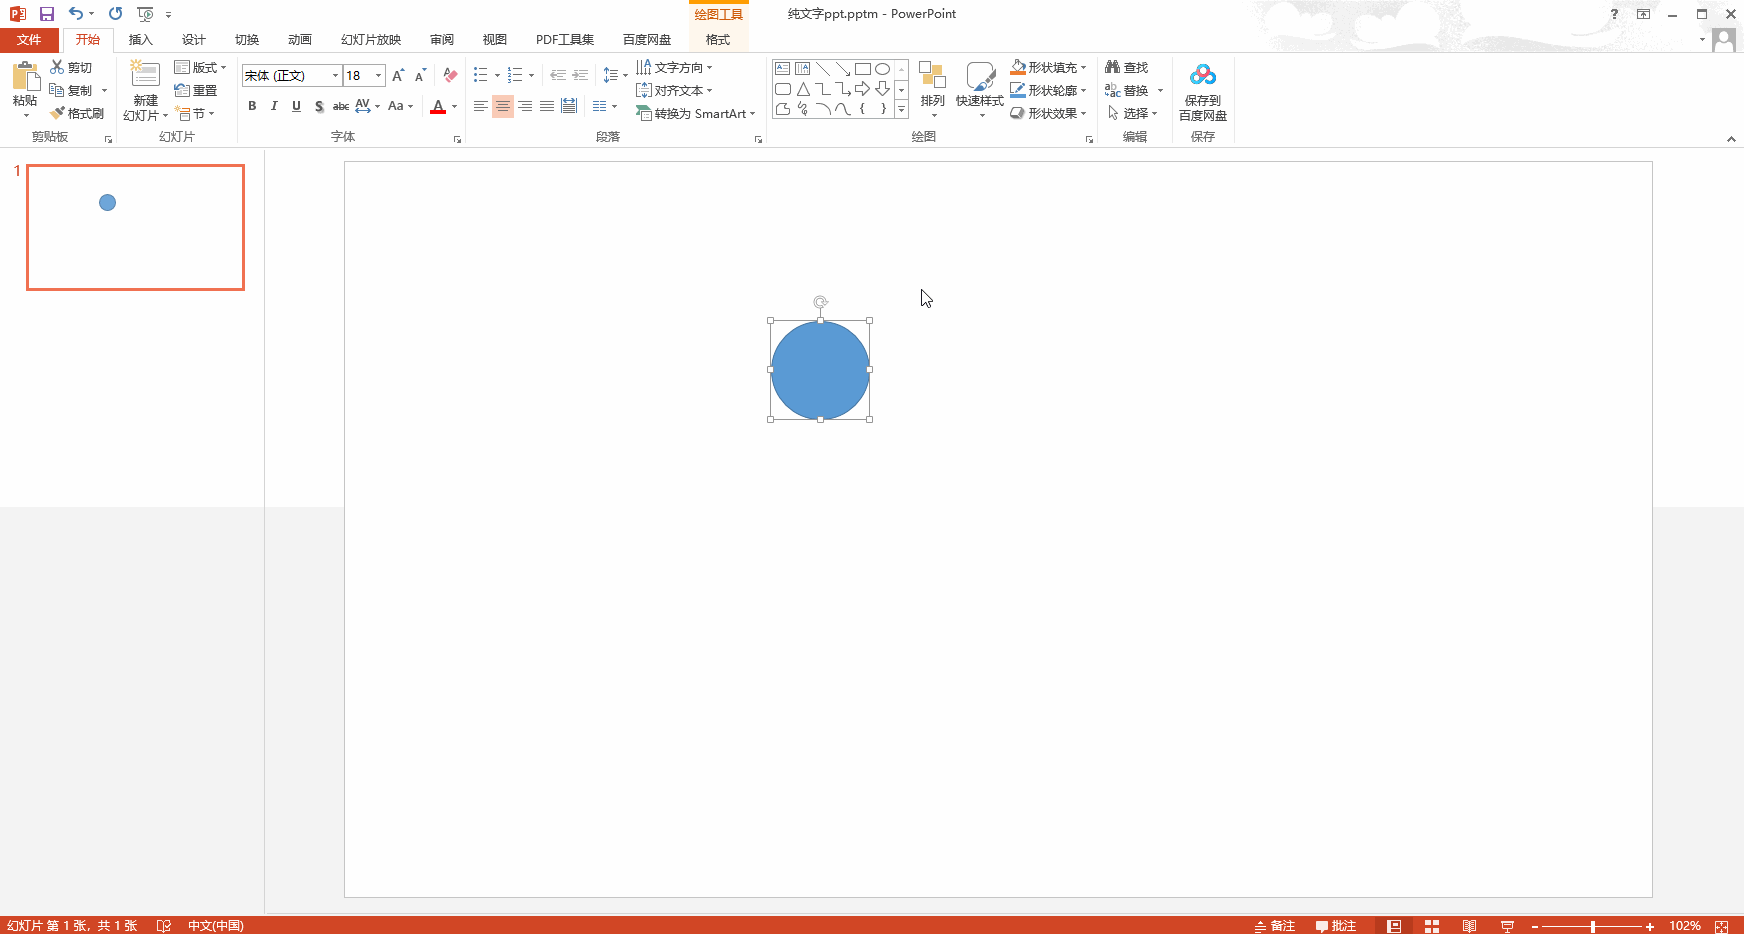 绘图工具
纯文字ppt.pptm - PowerPoint
?
文件
开始
插入
设计
切换
动画
幻灯片放映
审阅
视图
PDF工具集
百度网盘
格式
粘贴
剪切
复制
格式刷
剪贴板
新建
幻灯片
版式
重置
节
幻灯片
宋体 (正文)
18
B I U S abc AV Aa A
字体
文字方向
对齐文本
转换为 SmartArt
段落
排列
快速样式
形状填充
形状轮廓
形状效果
绘图
查找
替换
选择
编辑
保存到
百度网盘
保存
1
幻灯片 第 1 张，共 1 张
中文(中国)
备注
批注
102%